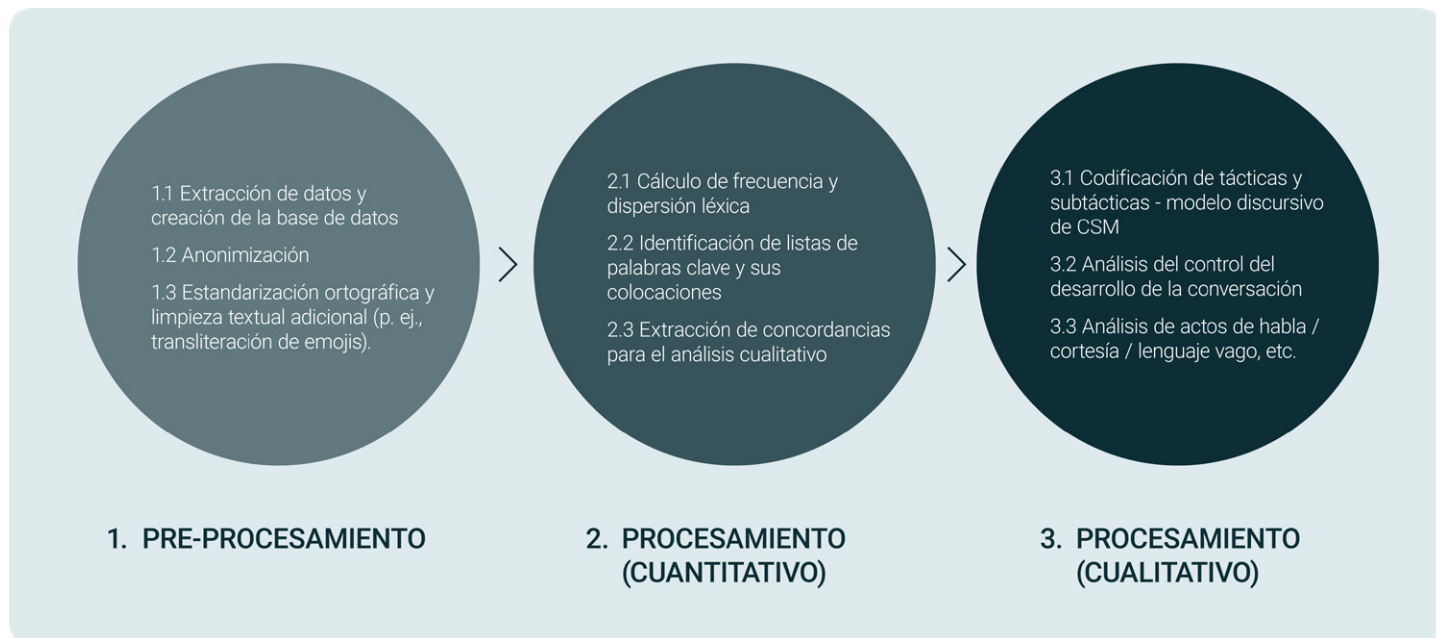 1.1 Extracción de datos y
creación de la base de datos
1.2 Anonimización
1.3 Estandarización ortográfica y
limpieza textual adicional (p. ej.,
transliteración de emojis).
2.1 Cálculo de frecuencia y
dispersión léxica
2.2 Identificación de listas de
palabras clave y sus
colocaciones
2.3 Extracción de concordancias
para el análisis cualitativo
3.1 Codificación de tácticas y
subtácticas - modelo discursivo
de CSM
3.2 Análisis del control del
desarrollo de la conversación
3.3 Análisis de actos de habla /
cortesía / lenguaje vago, etc.
1. PRE-PROCESAMIENTO
2. PROCESAMIENTO
(CUANTITATIVO)
3. PROCESAMIENTO
(CUALITATIVO)